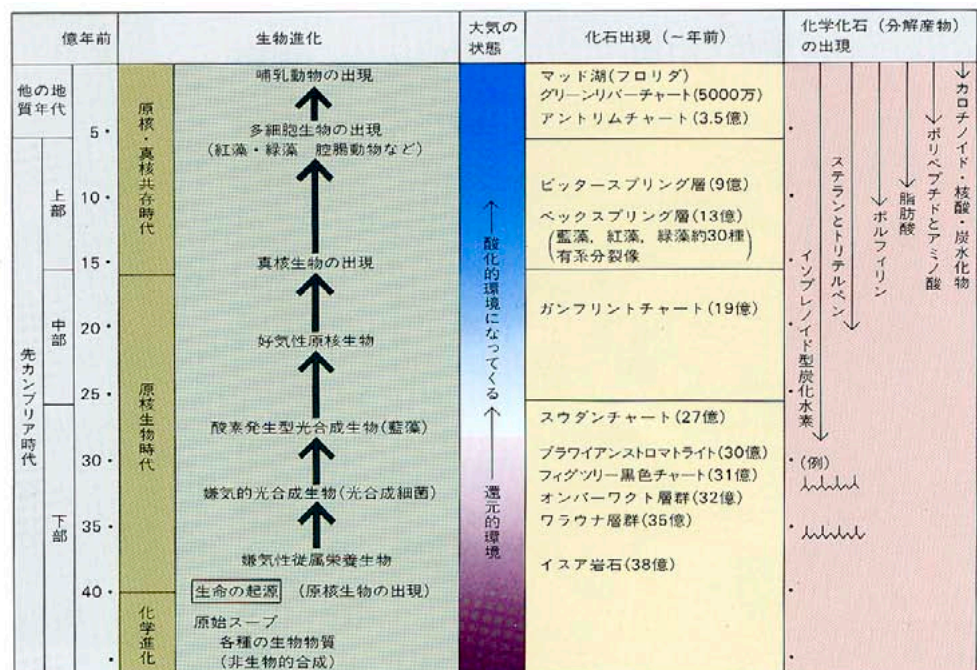 億年前
生物進化
大気の状態
化石出現（～年前）
化学化石（分解産物）の出現
他の地質年代
先カンブリア時代
上部
中部
下部
5
10
15
20
25
30
35
40
原核・真核共存時代
原核生物時代
化学進化
哺乳動物の出現
多細胞生物の出現
（紅藻・緑藻　腔腸動物など）
真核生物の出現
好気性原核生物
酸素発生型光合成生物（藍藻）
嫌気的光合成生物（光合成細菌）
嫌気性従属栄養生物
生命の起源　（原核生物の出現）
原始スープ
各種の生物物質
（非生物的合成）
酸化的環境になってくる
還元的環境
マッド湖（フロリダ）
グリーンリバーチャート（5000万）
アントリムチャート（3.5億）
ビッタースプリング層（9億）
ベックスプリング層（13億）
（藍藻，紅藻，緑藻約30種
有糸分裂像）
ガンフリントチャート（19億）
スウダンチャート（27億）
ブラワイアンストロマトライト（30億）
フィグツリー黒色チャート（31億）
オンバーワクト層群（32億）
ワラウナ層群（35億）
イスア岩石（38億）
イソプレノイド型炭化水素
ステランとトリテルペン
ポルフィリン
脂肪酸
ポリペプチドとアミノ酸
カロチノイド・核酸・炭水化物
（例）